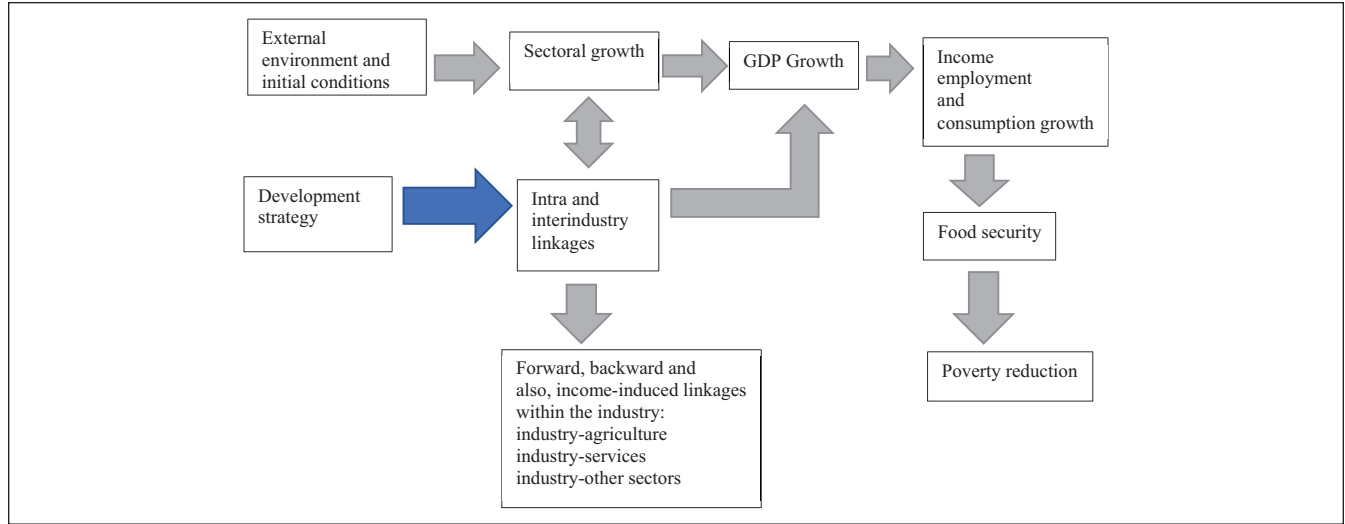 External
environment and
initial conditions
Sectoral growth
GDP Growth
Income
employment
and
consumption growth
Development
strategy
Intra and
interindustry
linkages
Food security
Forward, backward and
also, income-induced linkages
within the industry:
industry-agriculture
industry-services
industry-other sectors
Poverty reduction